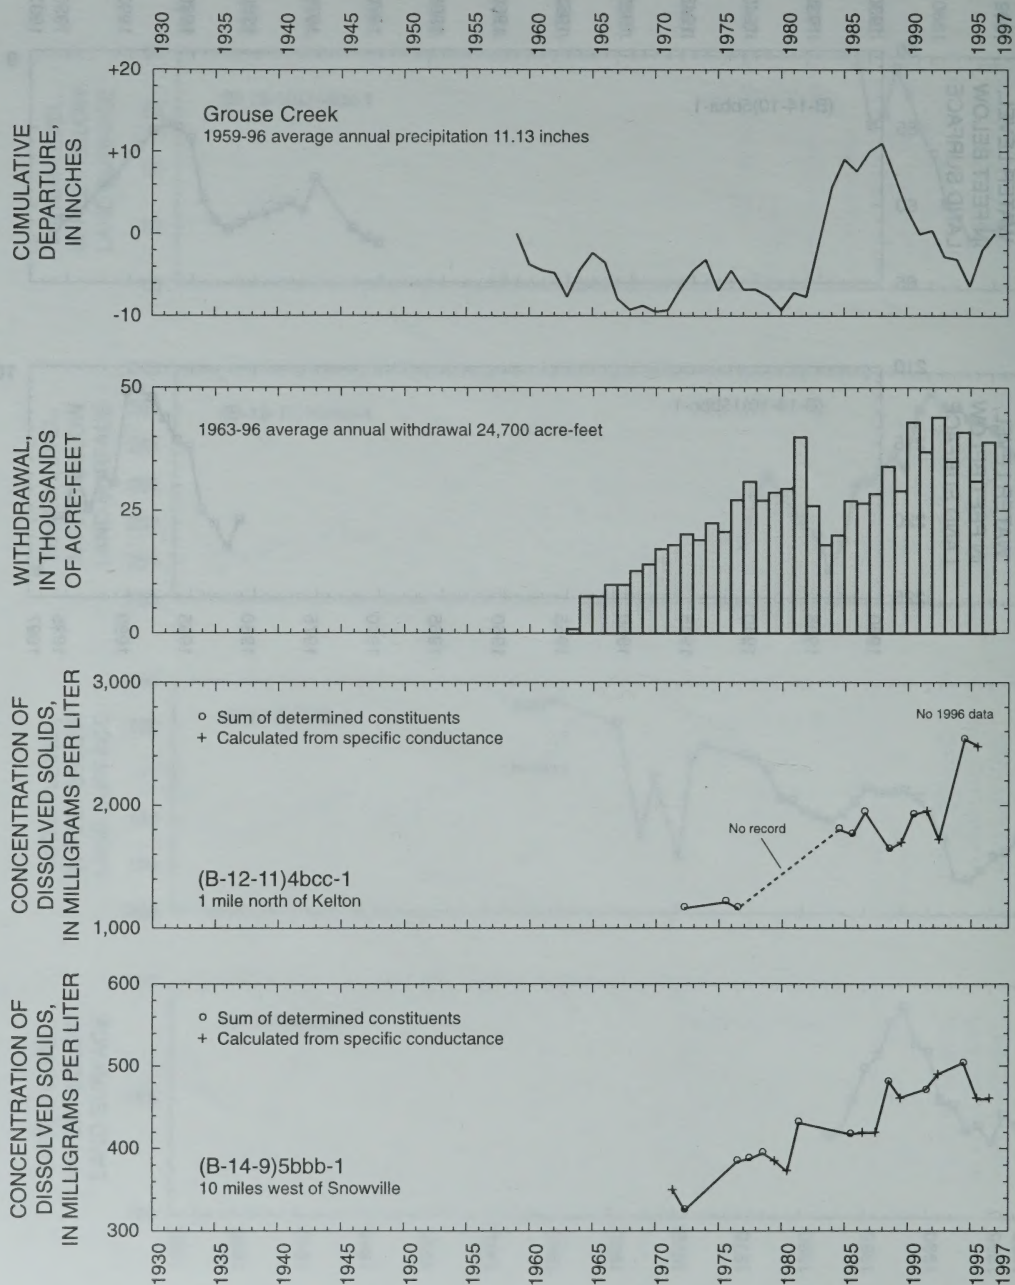 1930 1935 1940 1945 1950 1955 1960 1965 1970 1975 1980 1985 1990 1995 1997
CUMULATIVE
DEPARTURE,
IN INCHES
+20
+10
0
-10
Grouse Creek
1959-96 average annual precipitation 11.13 inches
WITHDRAWAL,
IN THOUSANDS
OF ACRE-FEET
50
25
0
1963-96 average annual withdrawal 24,700 acre-feet
CONCENTRATION OF
DISSOLVED SOLIDS,
IN MILLIGRAMS PER LITER
3,000
2,000
1,000
o Sum of determined constituents
+ Calculated from specific conductance
No 1996 data
No record
(B-12-11)4bcc-1
1 mile north of Kelton
CONCENTRATION OF
DISSOLVED SOLIDS,
IN MILLIGRAMS PER LITER
600
500
400
300
o Sum of determined constituents
+ Calculated from specific conductance
(B-14-9)5bbb-1
10 miles west of Snowville
1930 1935 1940 1945 1950 1955 1960 1965 1970 1975 1980 1985 1990 1995 1997